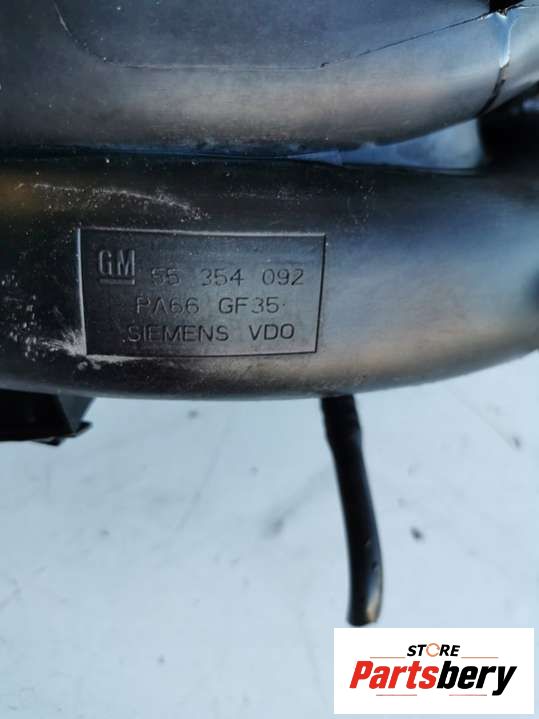 GM 55 354 092
PA66 GF35
SIEMENS VDO
STORE
Partsbery